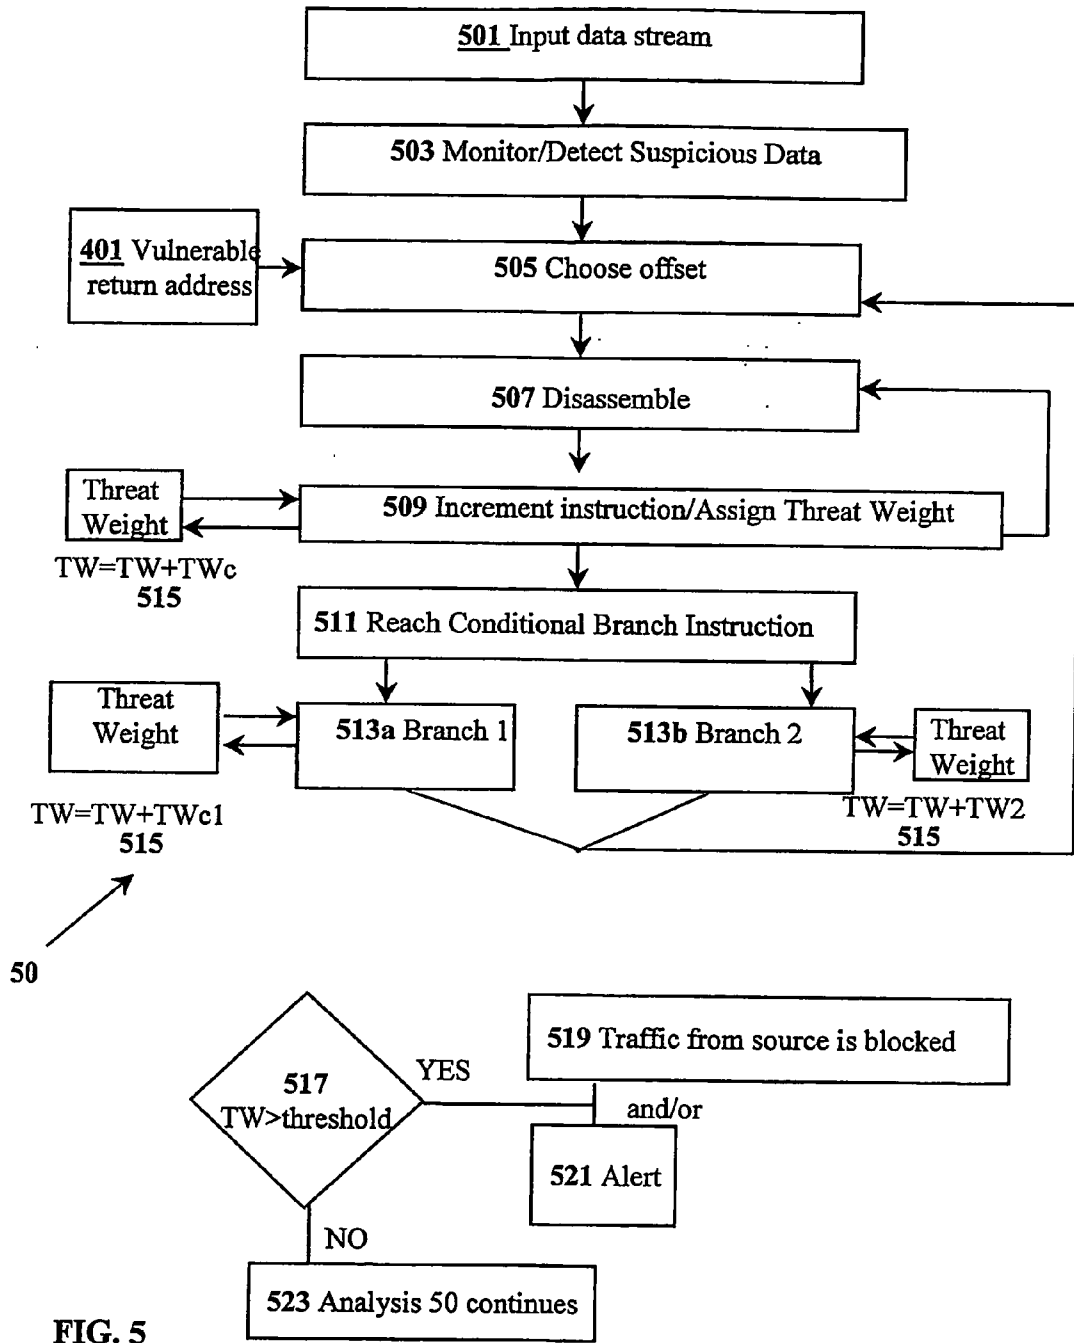 501 Input data stream
503 Monitor/Detect Suspicious Data
401 Vulnerable
return address
505 Choose offset
507 Disassemble
Threat
Weight
509 Increment instruction/Assign Threat Weight
TW=TW+TWc
515
511 Reach Conditional Branch Instruction
Threat
Weight
513a Branch 1
513b Branch 2
Threat
Weight
TW=TW+TWc1
515
TW=TW+TW2
515
50
519 Traffic from source is blocked
517
TW>threshold
YES
and/or
521 Alert
NO
523 Analysis 50 continues
FIG. 5